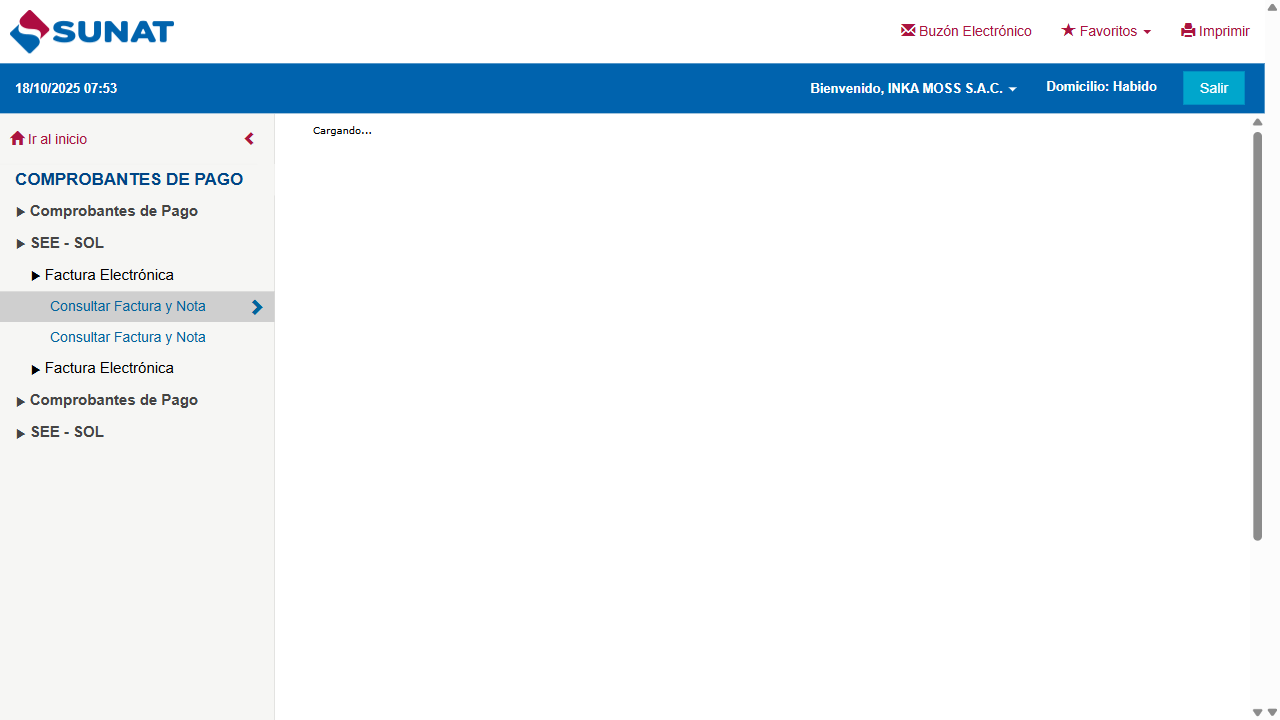 SUNAT
Buzón Electrónico
Favoritos
Imprimir
18/10/2025 07:53
Bienvenido, INKA MOSS S.A.C.
Domicilio: Habido
Salir
Ir al inicio
Cargando...
COMPROBANTES DE PAGO
Comprobantes de Pago
SEE - SOL
Factura Electrónica
Consultar Factura y Nota
Consultar Factura y Nota
Factura Electrónica
Comprobantes de Pago
SEE - SOL